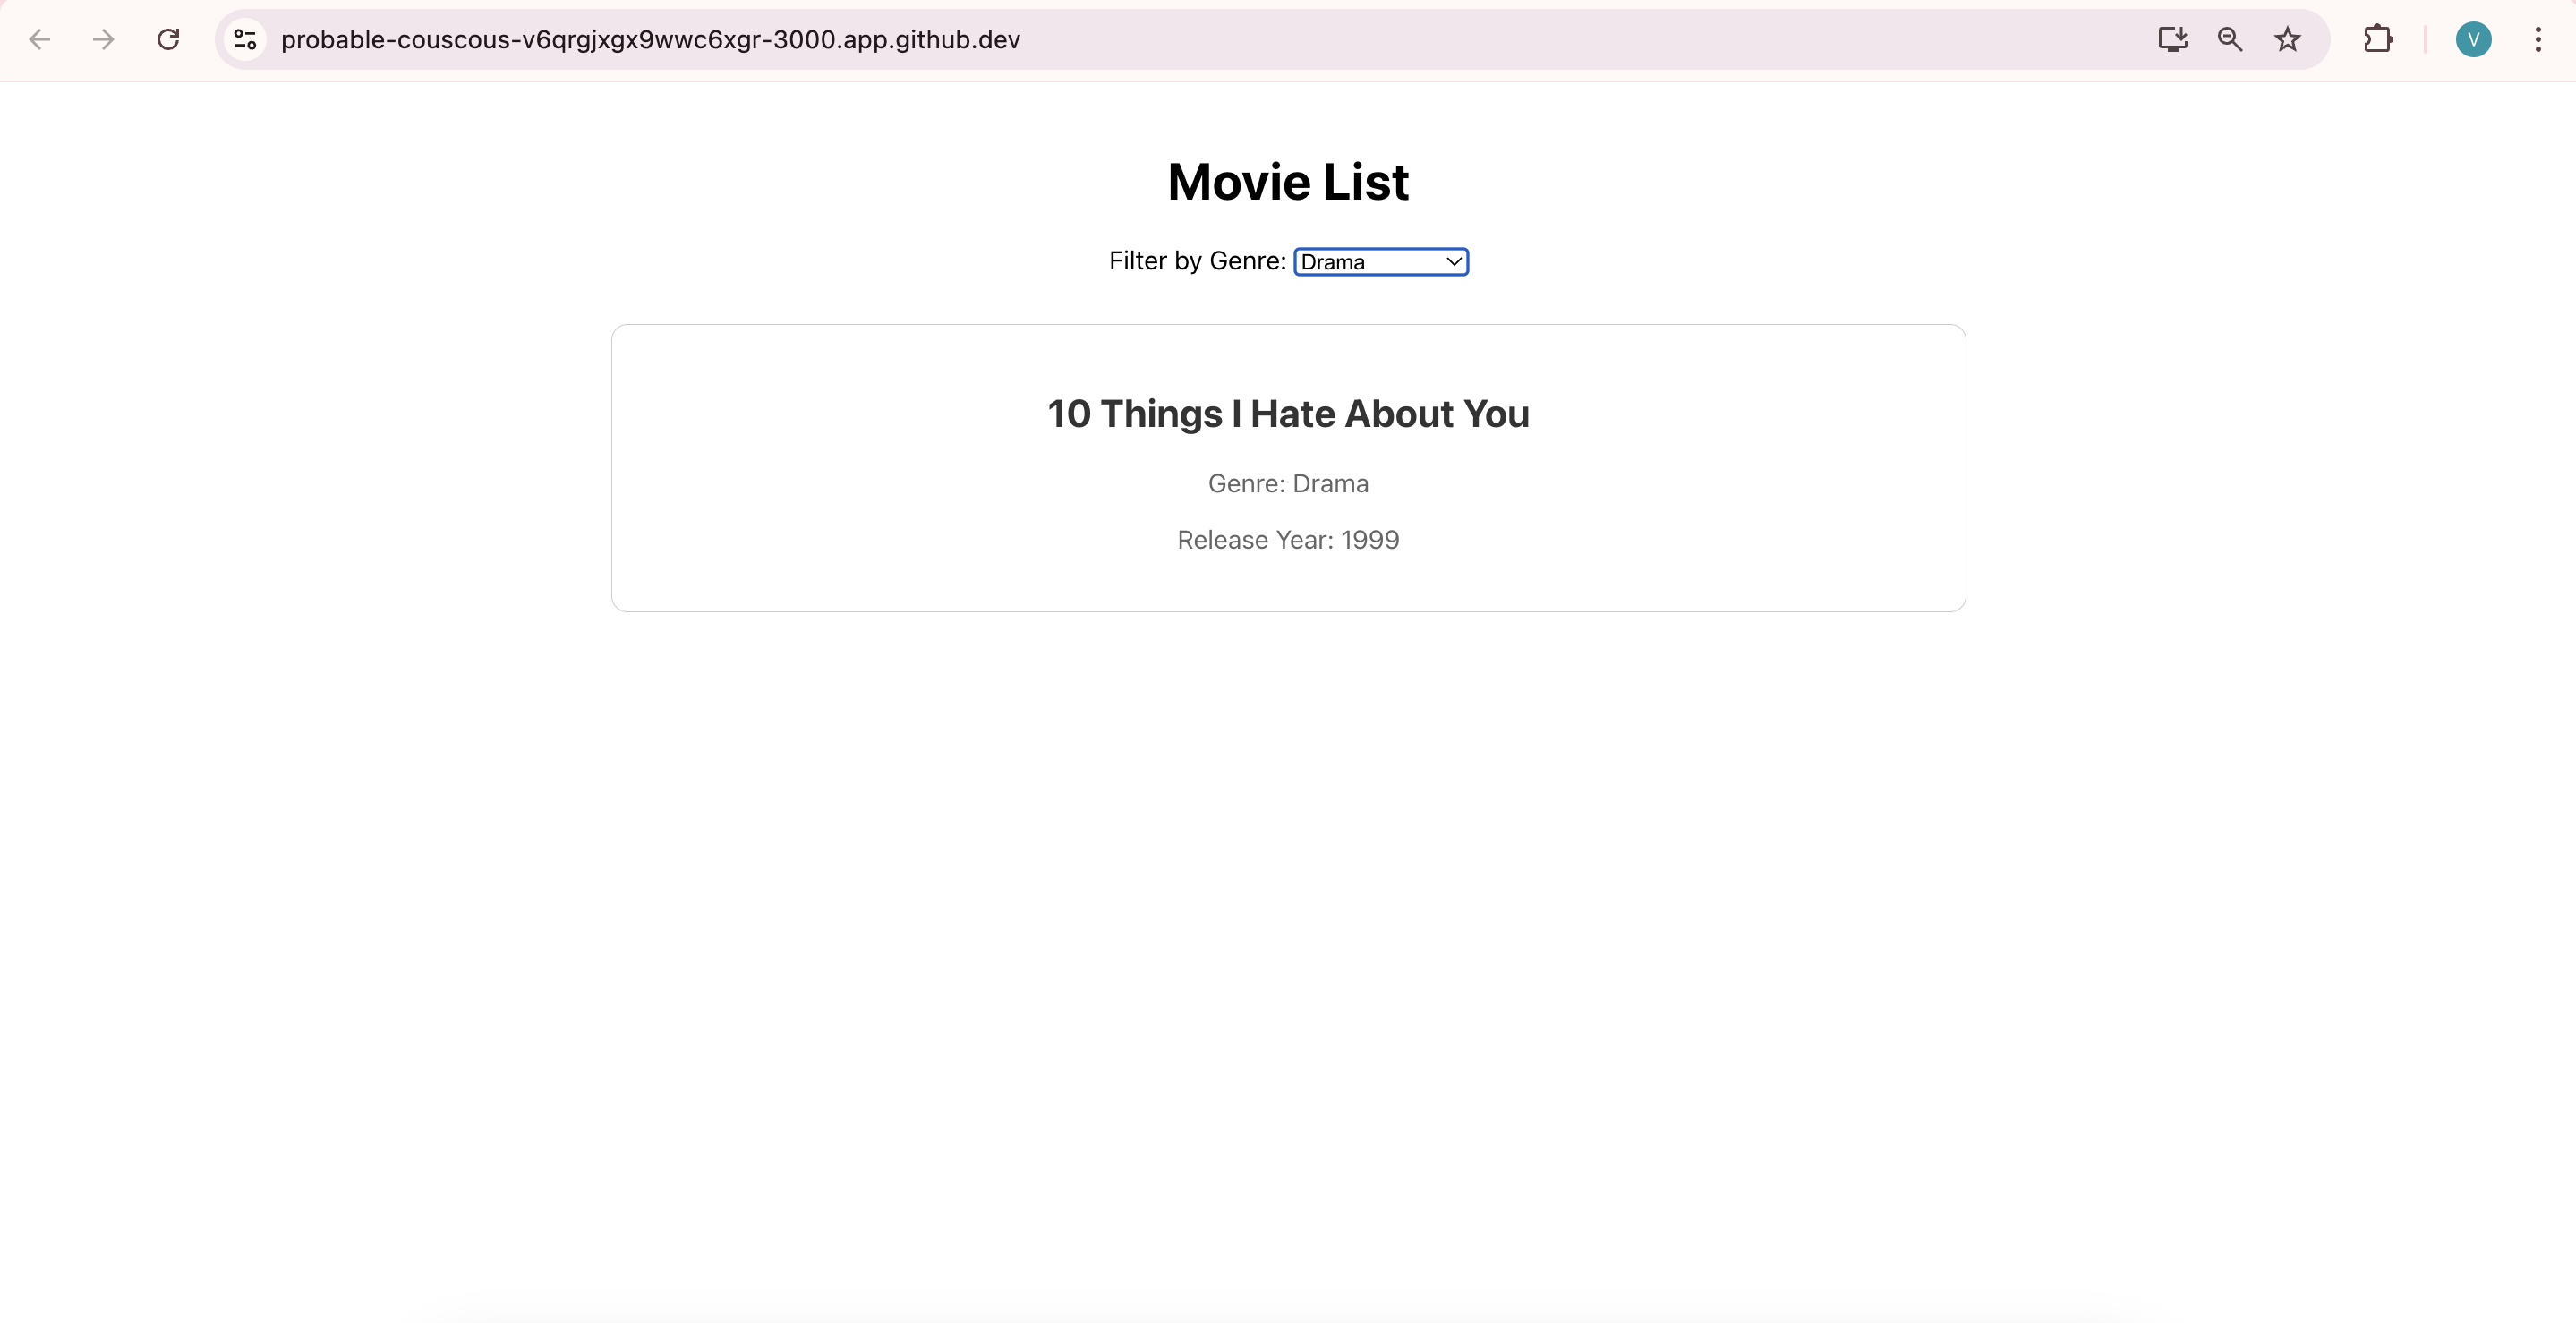 probable-couscous-v6qrgjxgx9wwc6xgr-3000.app.github.dev
V
Movie List
Filter by Genre: Drama
10 Things I Hate About You
Genre: Drama
Release Year: 1999